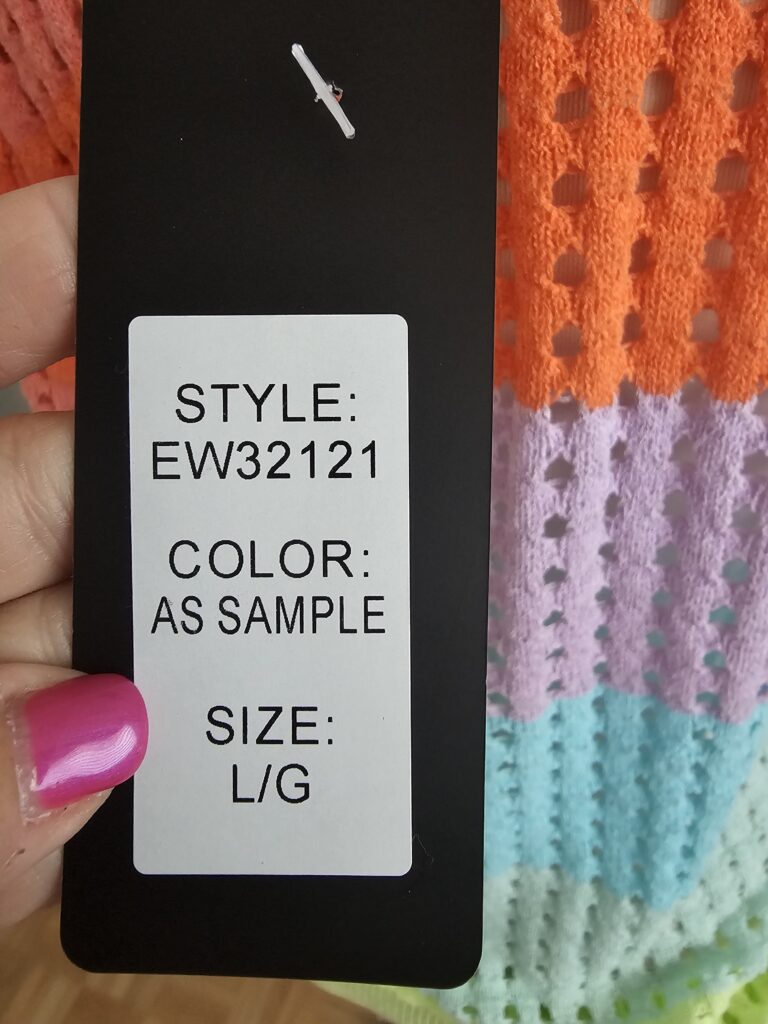 STYLE:
EW32121
COLOR:
AS SAMPLE
SIZE:
L/G